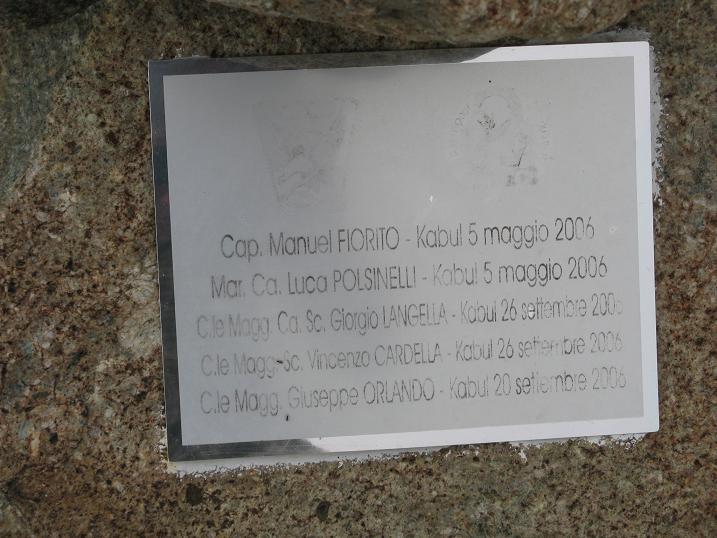 Cap. Manuel FIORITO - Kabul 5 maggio 2006
Mar. Ca. Luca POLSINELLI - Kabul 5 maggio 2006
C.le Magg. Ca. Sc. Giorgio LANGELLA - Kabul 26 settembre 2006
C.le Magg. Sc. Vincenzo CARDELLA - Kabul 26 settembre 2006
C.le Magg. Giuseppe ORLANDO - Kabul 20 settembre 2006